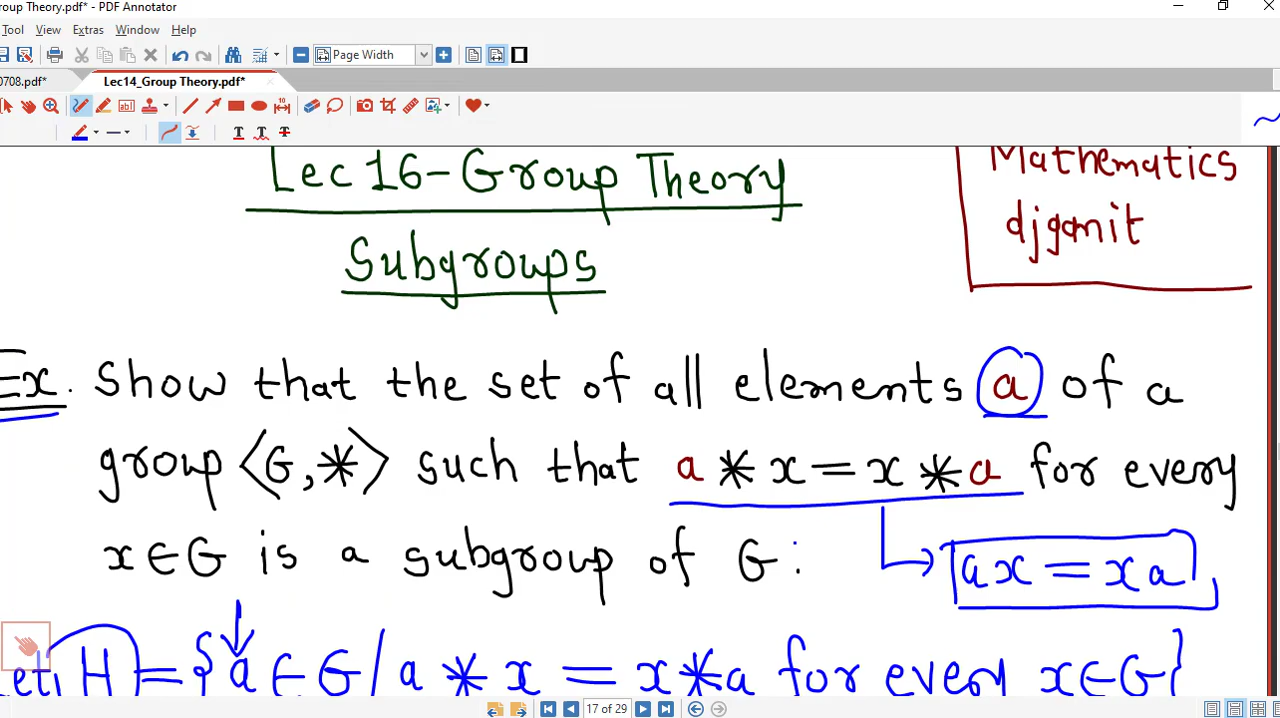 roup Theory.pdf* - PDF Annotator
Tool View Extras Window Help
Page Width
0708.pdf* Lec14_Group Theory.pdf*
Lec 16-Group Theory
Subgroups
Mathematics
djganit
Ex. Show that the set of all elements a of a
group ⟨G,*⟩ such that a * x = x * a for every
x∈G is a subgroup of G:
ax = xa
Let, H = {a ∈ G / a * x = x * a for every x∈G}
17 of 29